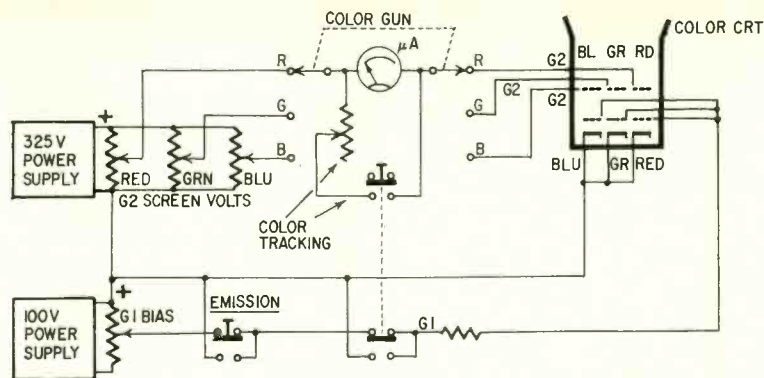 COLOR GUN
μA
COLOR CRT
R
R
G2
BL GR RD
G2
G2
G
G
B
B
+
325 V
POWER
SUPPLY
RED
GRN
BLU
G2 SCREEN VOLTS
COLOR
TRACKING
BLU
GR
RED
+
100V
POWER
SUPPLY
G1 BIAS
EMISSION
G1